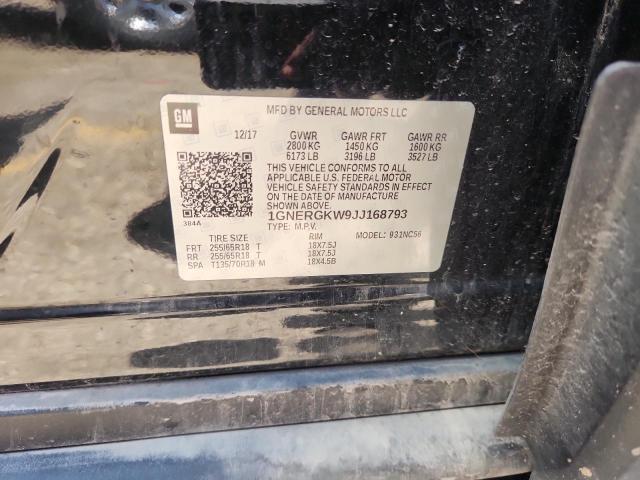 GM
MFD BY GENERAL MOTORS LLC
12/17 GVWR GAWR FRT GAWR RR
2800 KG 1450 KG 1600 KG
6173 LB 3196 LB 3527 LB
THIS VEHICLE CONFORMS TO ALL
APPLICABLE U.S. FEDERAL MOTOR
VEHICLE SAFETY STANDARDS IN EFFECT
ON THE DATE OF MANUFACTURE
SHOWN ABOVE.
384A 1GNERGKW9JJ168793
TYPE: M.P.V. MODEL: 931NC56
TIRE SIZE RIM
FRT 255/65R18 T 18X7.5J
RR 255/65R18 T 18X7.5J
SPA T135/70R18 M 18X4.5B